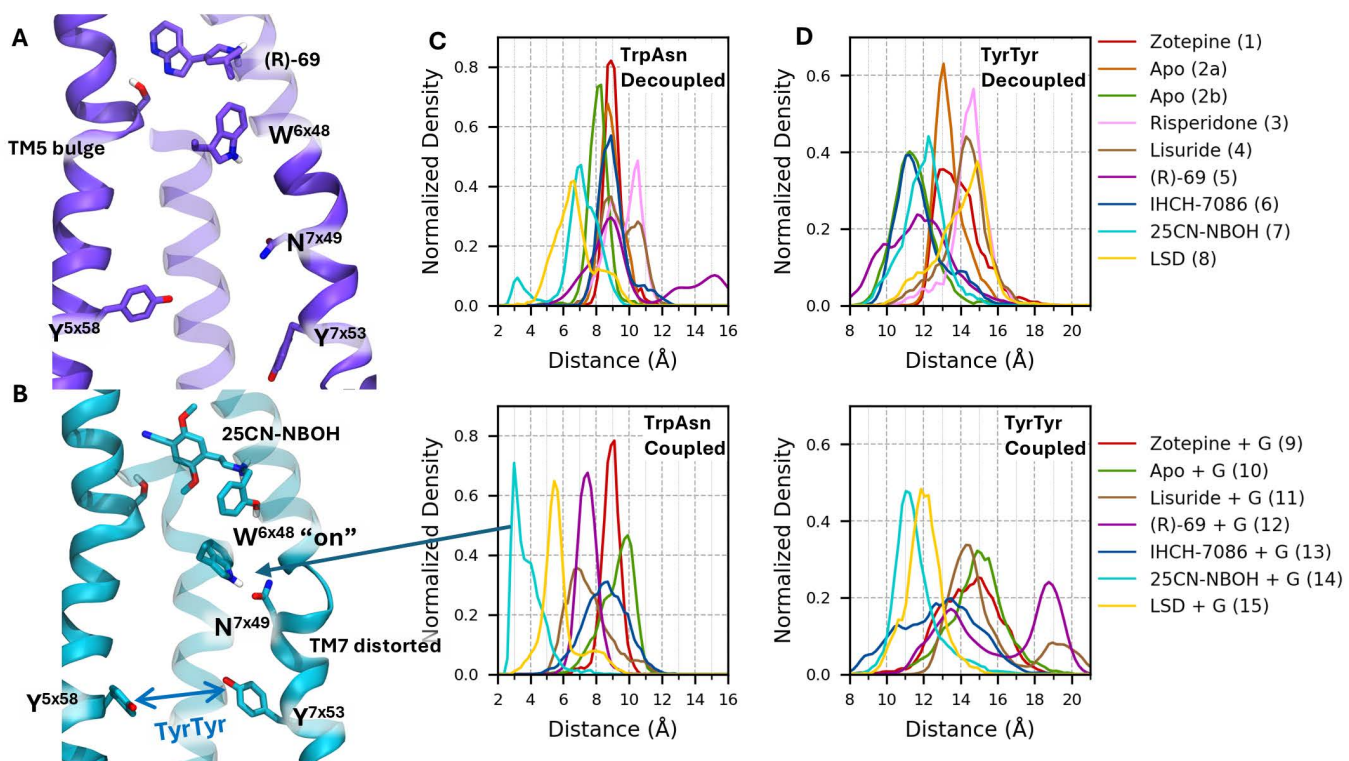 A
(R)-69
TM5 bulge
W6x48
N7x49
Y5x58
Y7x53
B
25CN-NBOH
W6x48 “on”
N7x49
TM7 distorted
Y5x58
TyrTyr
Y7x53
C
TrpAsn
Decoupled
Normalized Density
0.8
0.6
0.4
0.2
0.0
2 4 6 8 10 12 14 16
Distance (Å)
TrpAsn
Coupled
Normalized Density
0.8
0.6
0.4
0.2
0.0
2 4 6 8 10 12 14 16
Distance (Å)
D
TyrTyr
Decoupled
Normalized Density
0.6
0.4
0.2
0.0
8 10 12 14 16 18 20
Distance (Å)
Zotepine (1)
Apo (2a)
Apo (2b)
Risperidone (3)
Lisuride (4)
(R)-69 (5)
IHCH-7086 (6)
25CN-NBOH (7)
LSD (8)
TyrTyr
Coupled
Normalized Density
0.6
0.4
0.2
0.0
8 10 12 14 16 18 20
Distance (Å)
Zotepine + G (9)
Apo + G (10)
Lisuride + G (11)
(R)-69 + G (12)
IHCH-7086 + G (13)
25CN-NBOH + G (14)
LSD + G (15)